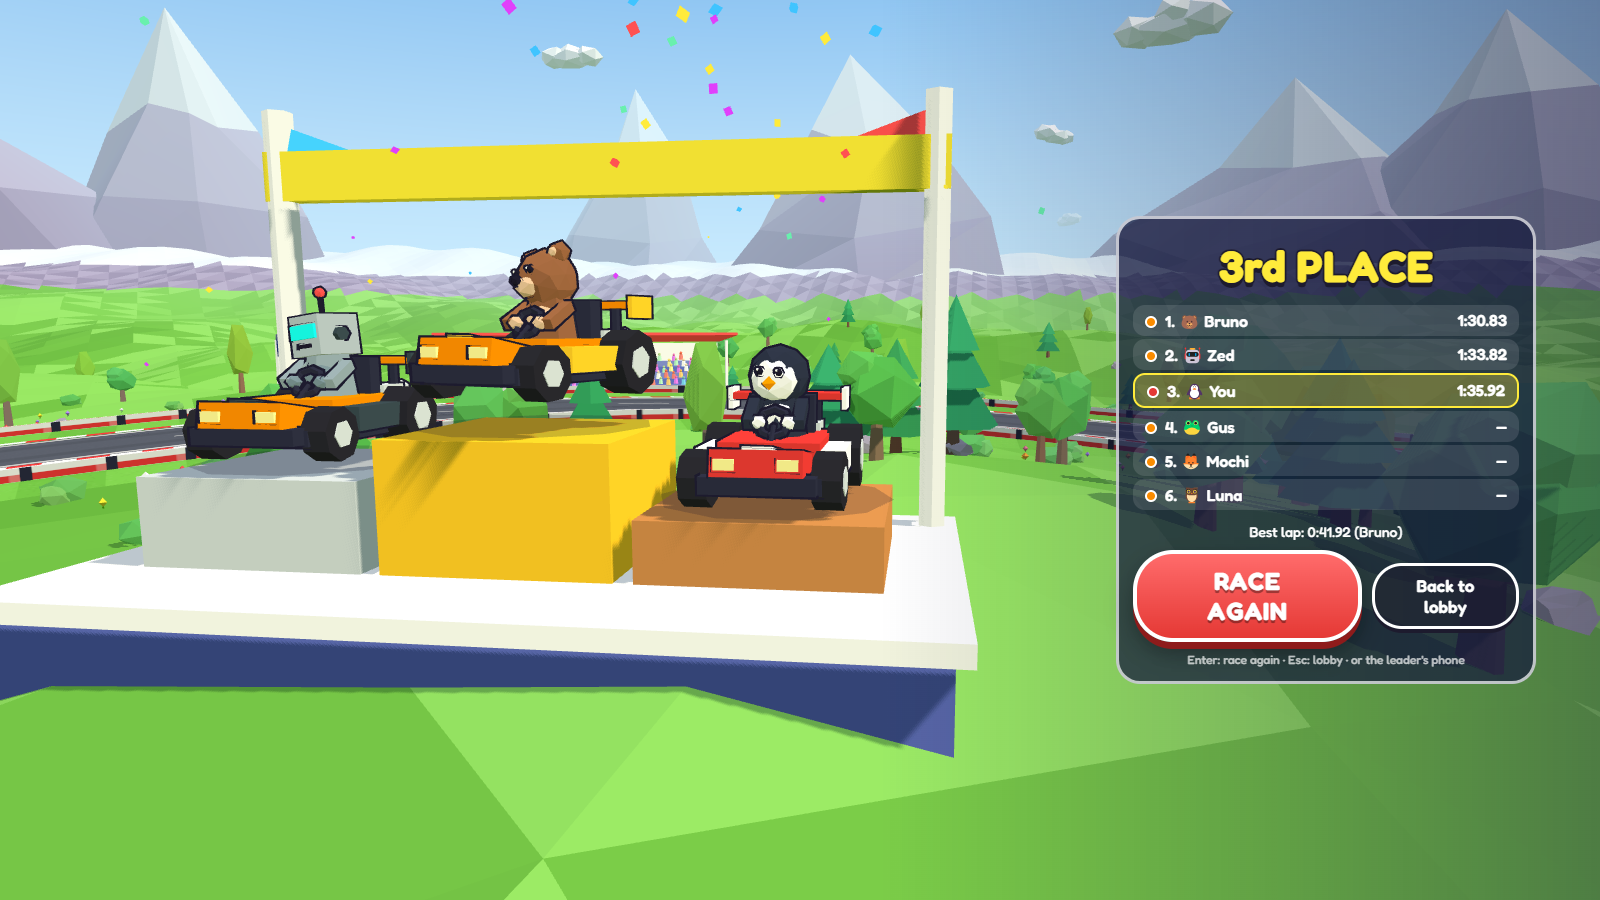 3rd PLACE
1. Bruno 1:30.83
2. Zed 1:33.82
3. You 1:35.92
4. Gus –
5. Mochi –
6. Luna –
Best lap: 0:41.92 (Bruno)
RACE
AGAIN
Back to
lobby
Enter: race again · Esc: lobby · or the leader's phone